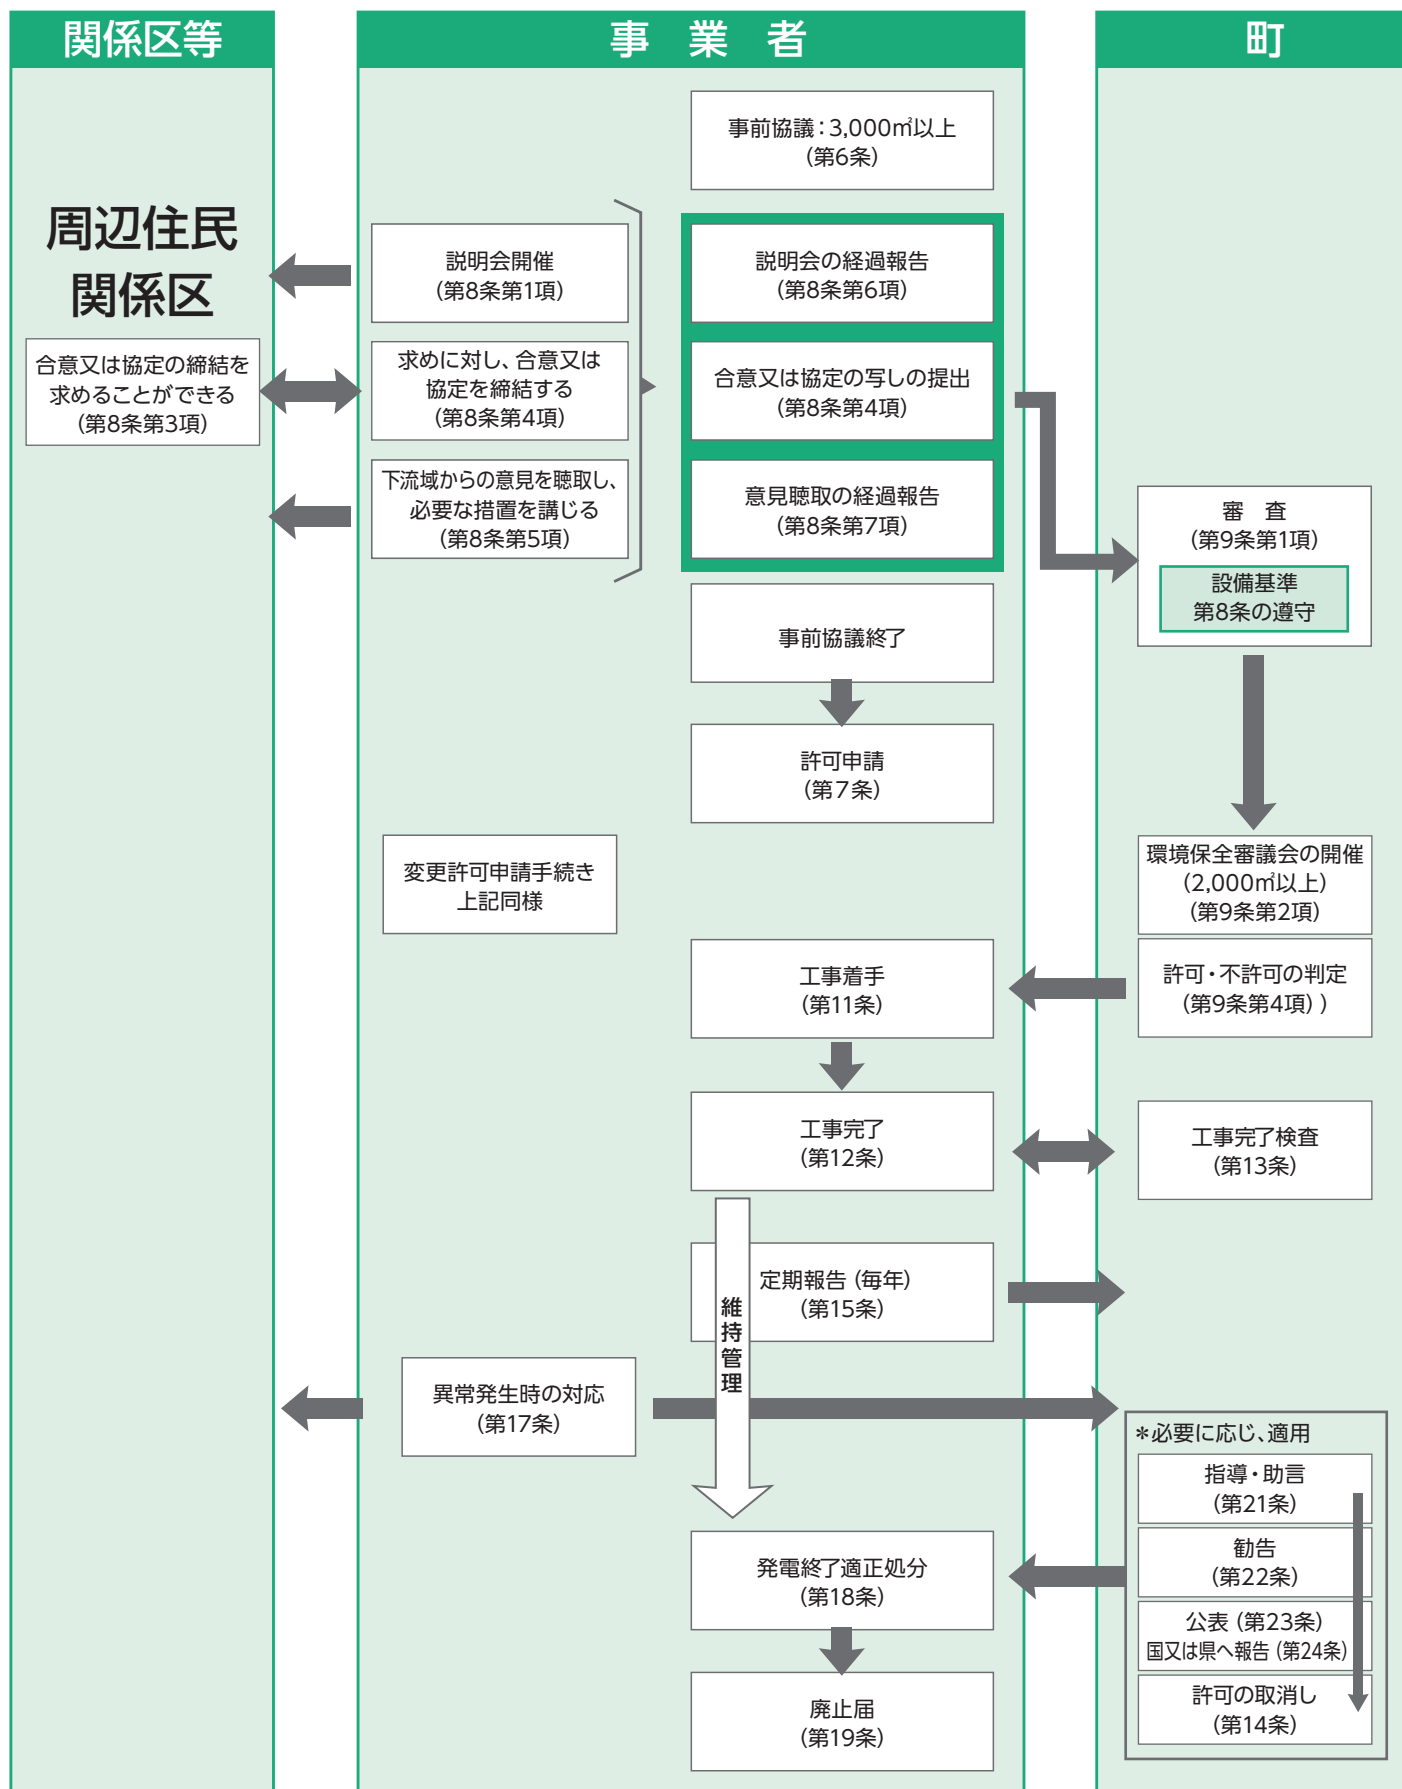 関係区等
事業者
町
事前協議：3,000㎡以上
（第6条）
周辺住民
関係区
説明会開催
（第8条第1項）
説明会の経過報告
（第8条第6項）
合意又は協定の締結を
求めることができる
（第8条第3項）
求めに対し、合意又は
協定を締結する
（第8条第4項）
合意又は協定の写しの提出
（第8条第4項）
下流域からの意見を聴取し、
必要な措置を講じる
（第8条第5項）
意見聴取の経過報告
（第8条第7項）
審　査
（第9条第1項）
設備基準
第8条の遵守
事前協議終了
許可申請
（第7条）
変更許可申請手続き
上記同様
環境保全審議会の開催
（2,000㎡以上）
（第9条第2項）
工事着手
（第11条）
許可・不許可の判定
（第9条第4項））
工事完了
（第12条）
工事完了検査
（第13条）
定期報告（毎年）
（第15条）
維持管理
異常発生時の対応
（第17条）
＊必要に応じ、適用
指導・助言
（第21条）
勧告
（第22条）
公表（第23条）
国又は県へ報告（第24条）
許可の取消し
（第14条）
発電終了適正処分
（第18条）
廃止届
（第19条）